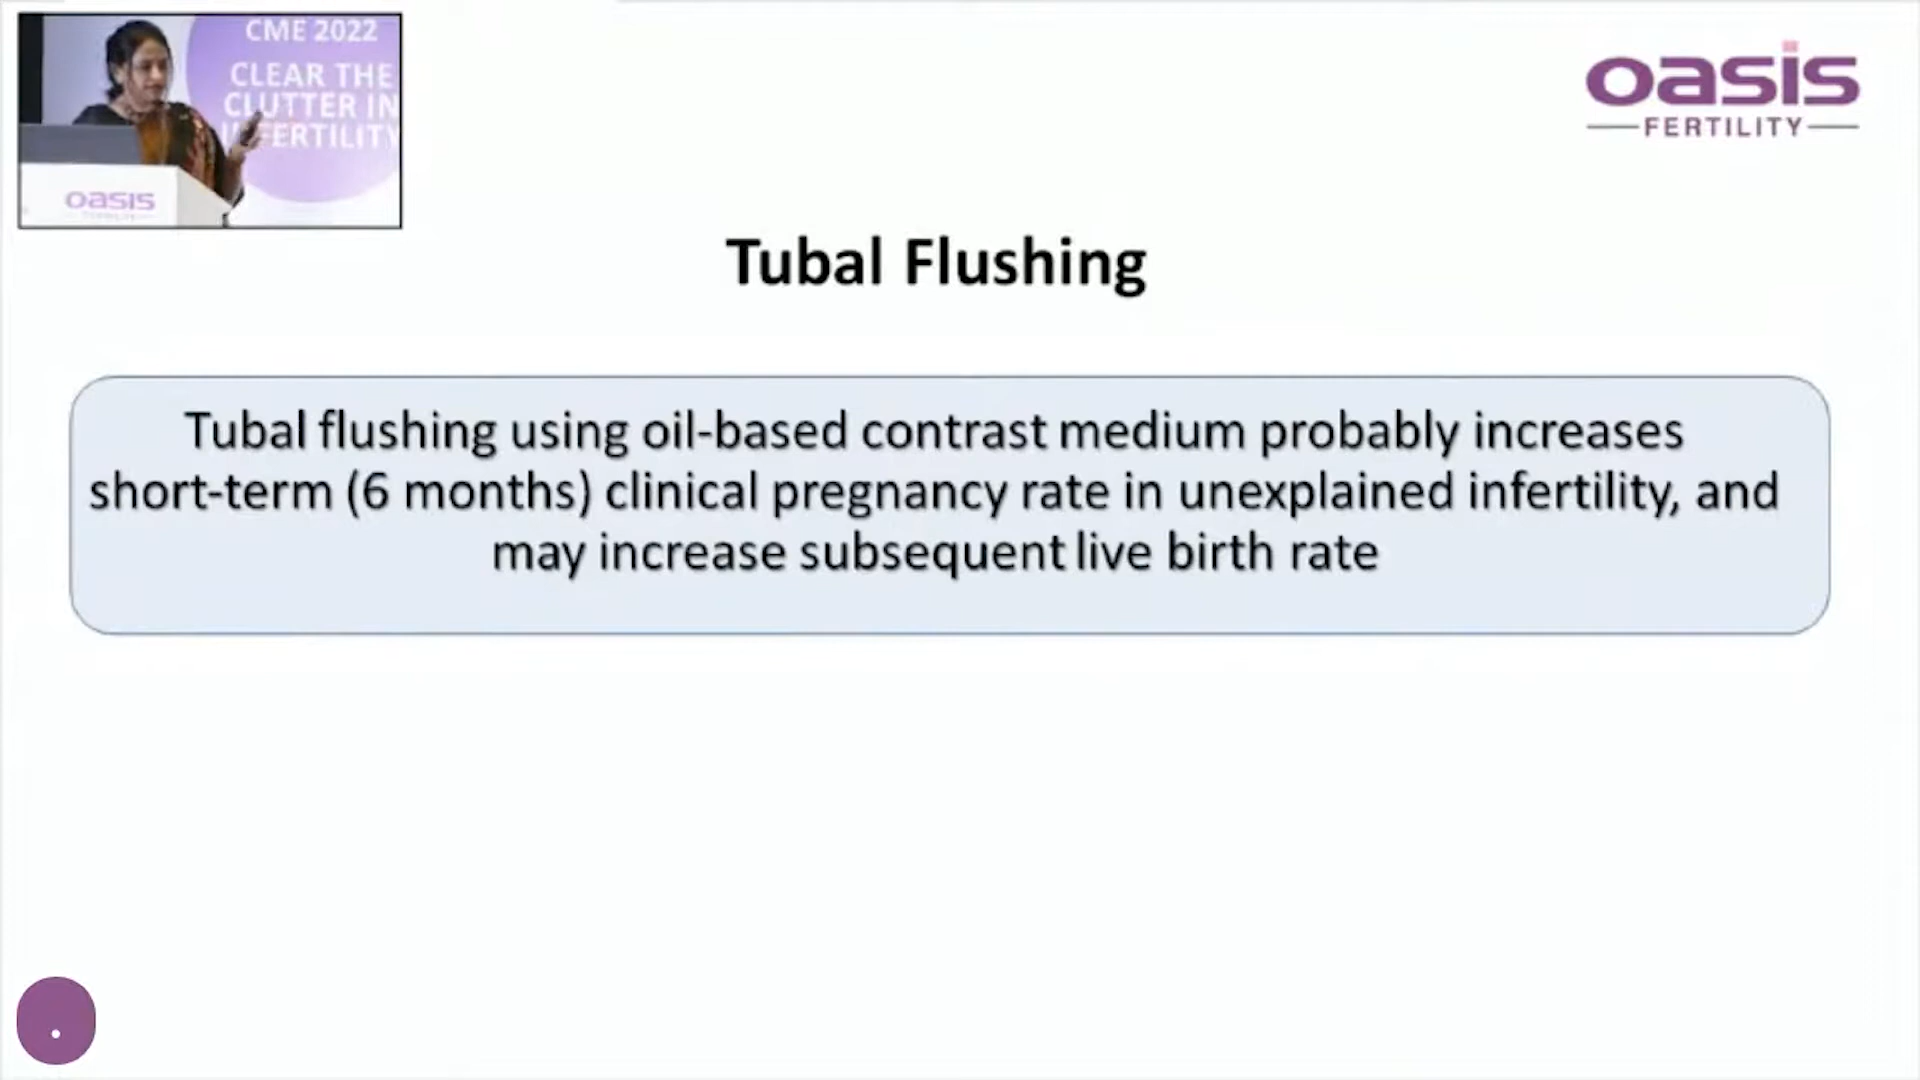 CME 2022
CLEAR THE
CLUTTER IN
INFERTILITY
oasis
oasis
FERTILITY
Tubal Flushing
Tubal flushing using oil-based contrast medium probably increases
short-term (6 months) clinical pregnancy rate in unexplained infertility, and
may increase subsequent live birth rate